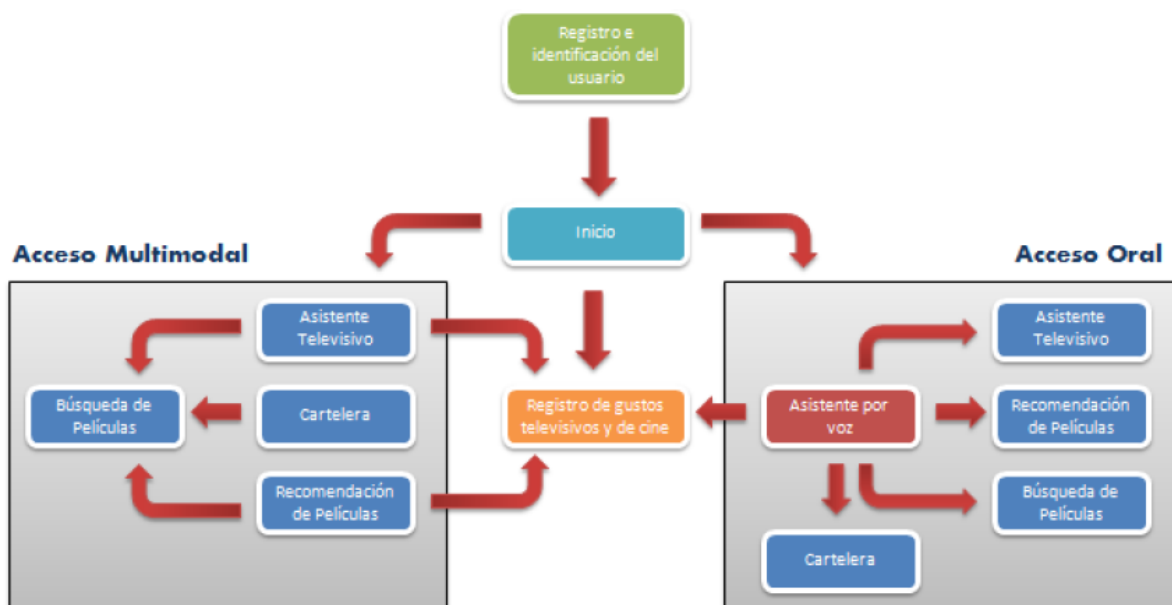 Registro e
identificación del
usuario
Inicio
Acceso Multimodal
Asistente
Televisivo
Búsqueda de
Películas
Cartelera
Recomendación
de Películas
Registro de gustos
televisivos y de cine
Acceso Oral
Asistente por
voz
Asistente
Televisivo
Recomendación
de Películas
Búsqueda de
Películas
Cartelera